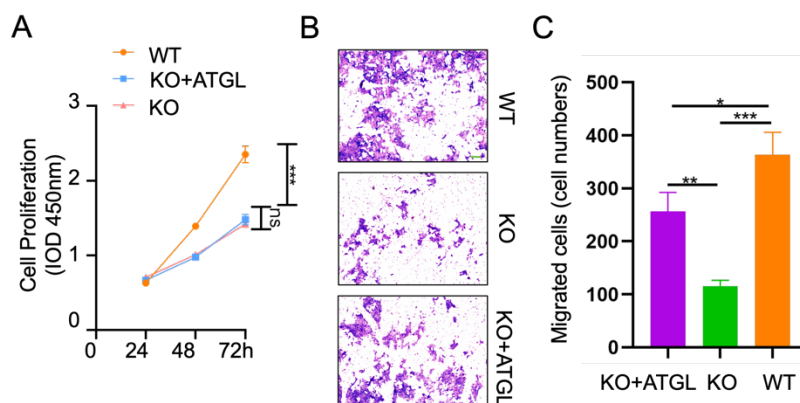 A
WT
KO+ATGL
KO
Cell Proliferation
(IOD 450nm)
3
2
1
0
0
24
48
72h
***
ns
B
WT
KO
KO+ATGL
C
Migrated cells (cell numbers)
500
400
300
200
100
0
*
***
**
KO+ATGL
KO
WT